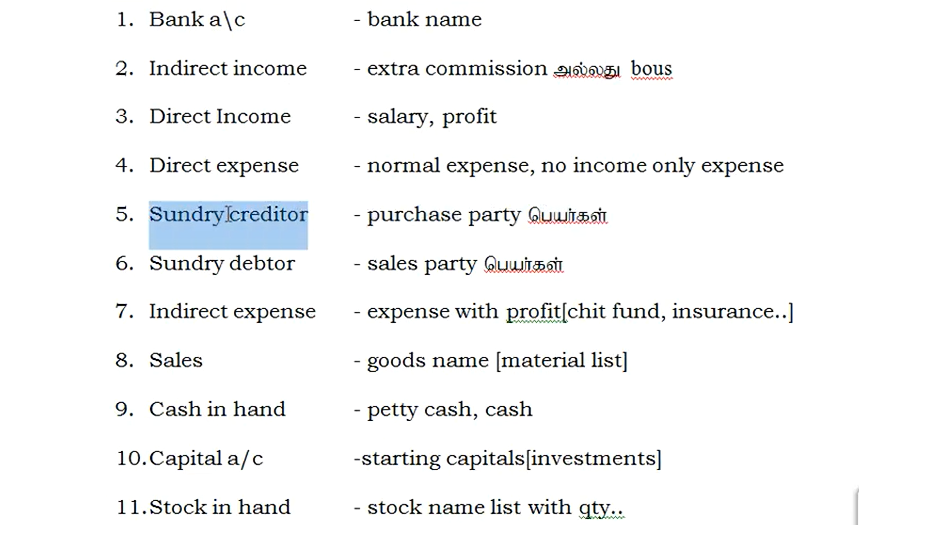 1. Bank a\c - bank name
2. Indirect income - extra commission அல்லது bous
3. Direct Income - salary, profit
4. Direct expense - normal expense, no income only expense
5. Sundry creditor - purchase party பெயர்கள்
6. Sundry debtor - sales party பெயர்கள்
7. Indirect expense - expense with profit[chit fund, insurance..]
8. Sales - goods name [material list]
9. Cash in hand - petty cash, cash
10. Capital a/c -starting capitals[investments]
11. Stock in hand - stock name list with qty..